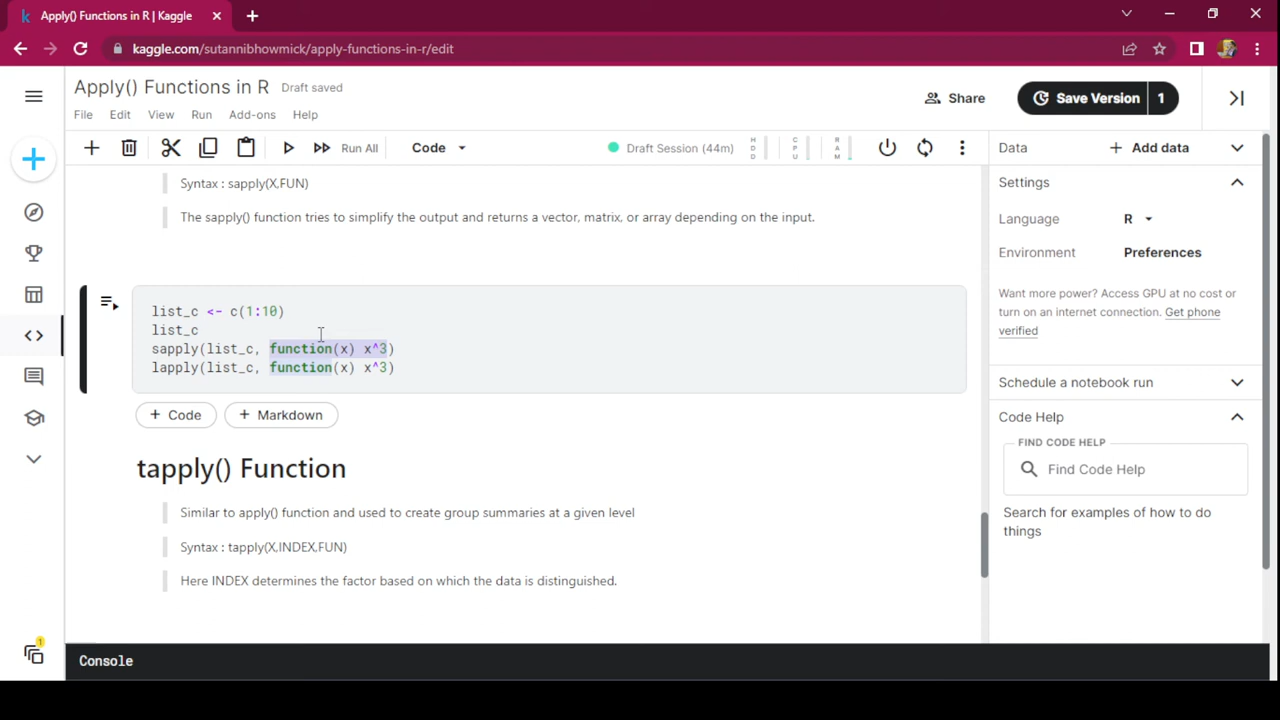 Apply() Functions in R | Kaggle
kaggle.com/sutannibhowmick/apply-functions-in-r/edit
Apply() Functions in R Draft saved
File Edit View Run Add-ons Help
Share
Save Version 1
Run All Code Draft Session (44m) HDD CPU RAM
Data + Add data
Settings
Language R
Environment Preferences
Want more power? Access GPU at no cost or
turn on an internet connection. Get phone
verified
Schedule a notebook run
Code Help
FIND CODE HELP
Find Code Help
Search for examples of how to do
things
Syntax : sapply(X,FUN)
The sapply() function tries to simplify the output and returns a vector, matrix, or array depending on the input.
list_c <- c(1:10)
list_c
sapply(list_c, function(x) x^3)
lapply(list_c, function(x) x^3)
+ Code + Markdown
tapply() Function
Similar to apply() function and used to create group summaries at a given level
Syntax : tapply(X,INDEX,FUN)
Here INDEX determines the factor based on which the data is distinguished.
1
Console